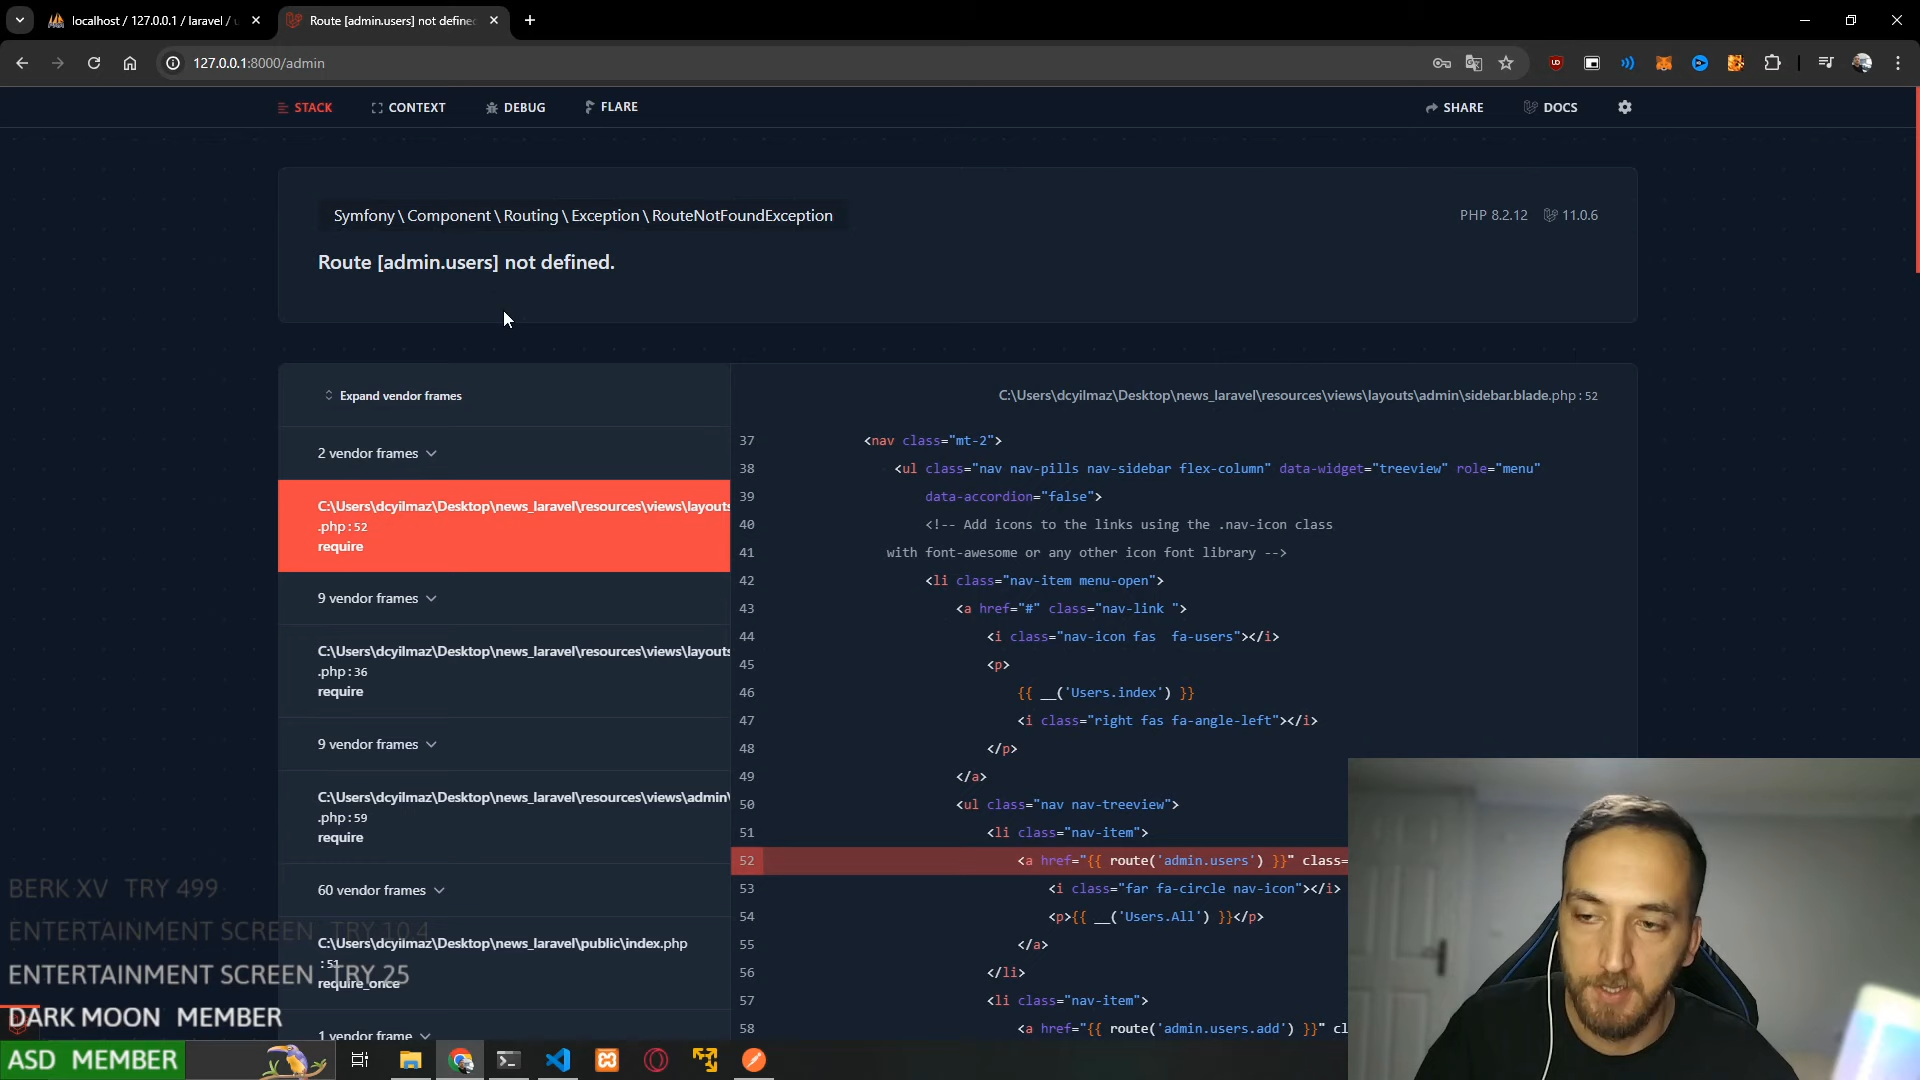 localhost / 127.0.0.1 / laravel / u
Route [admin.users] not define
127.0.0.1:8000/admin
STACK CONTEXT DEBUG FLARE SHARE DOCS
Symfony \ Component \ Routing \ Exception \ RouteNotFoundException
PHP 8.2.12 11.0.6
Route [admin.users] not defined.
Expand vendor frames
2 vendor frames
C:\Users\dcyilmaz\Desktop\news_laravel\resources\views\layouts
.php : 52
require
9 vendor frames
C:\Users\dcyilmaz\Desktop\news_laravel\resources\views\layouts
.php : 36
require
9 vendor frames
C:\Users\dcyilmaz\Desktop\news_laravel\resources\views\admin\
.php : 59
require
60 vendor frames
C:\Users\dcyilmaz\Desktop\news_laravel\public\index.php
: 51
require_once
1 vendor frame
C:\Users\dcyilmaz\Desktop\news_laravel\resources\views\layouts\admin\sidebar.blade.php : 52
37 <nav class="mt-2">
38 <ul class="nav nav-pills nav-sidebar flex-column" data-widget="treeview" role="menu"
39 data-accordion="false">
40 <!-- Add icons to the links using the .nav-icon class
41 with font-awesome or any other icon font library -->
42 <li class="nav-item menu-open">
43 <a href="#" class="nav-link ">
44 <i class="nav-icon fas  fa-users"></i>
45 <p>
46 {{ __('Users.index') }}
47 <i class="right fas fa-angle-left"></i>
48 </p>
49 </a>
50 <ul class="nav nav-treeview">
51 <li class="nav-item">
52 <a href="{{ route('admin.users') }}" class=
53 <i class="far fa-circle nav-icon"></i>
54 <p>{{ __('Users.All') }}</p>
55 </a>
56 </li>
57 <li class="nav-item">
58 <a href="{{ route('admin.users.add') }}" cl
BERK XV TRY 499
ENTERTAINMENT SCREEN TRY 10.4
ENTERTAINMENT SCREEN TRY 25
DARK MOON MEMBER
ASD MEMBER